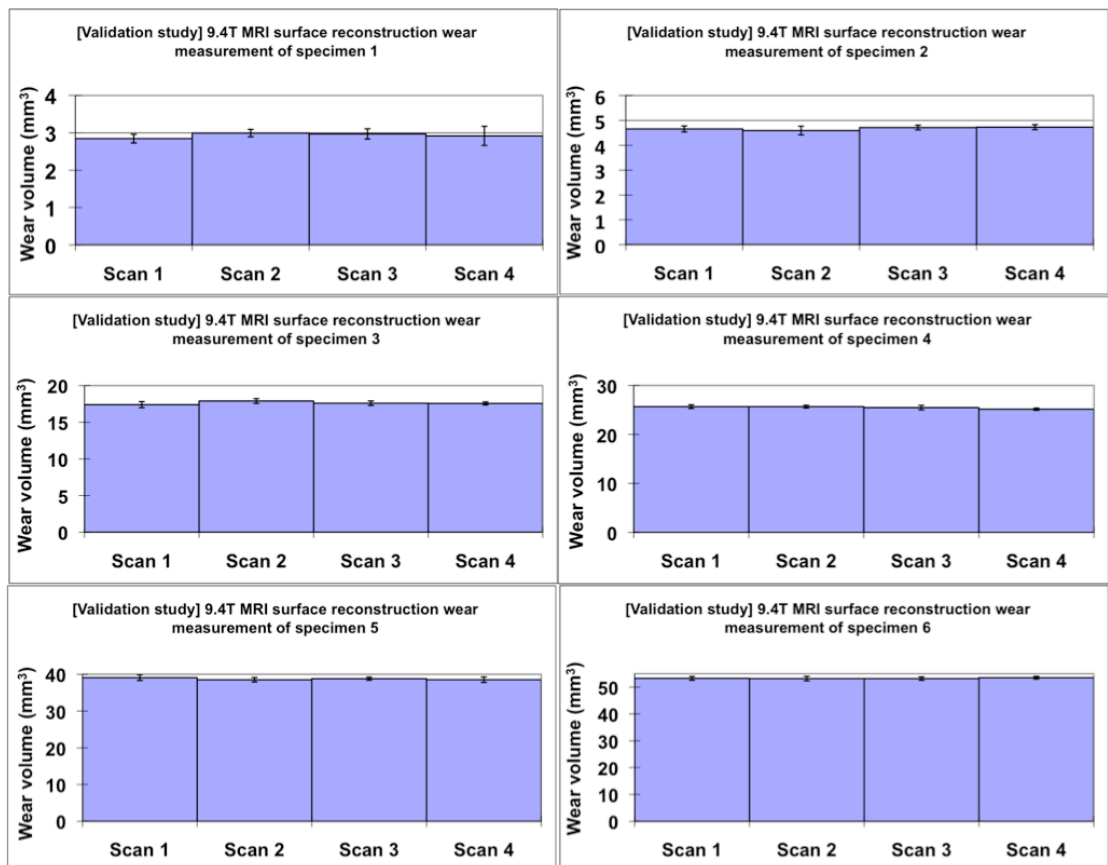 [Validation study] 9.4T MRI surface reconstruction wear
measurement of specimen 1
Wear volume (mm³)
4
3
2
1
0
Scan 1 Scan 2 Scan 3 Scan 4
[Validation study] 9.4T MRI surface reconstruction wear
measurement of specimen 2
Wear volume (mm³)
6
5
4
3
2
1
0
Scan 1 Scan 2 Scan 3 Scan 4
[Validation study] 9.4T MRI surface reconstruction wear
measurement of specimen 3
Wear volume (mm³)
20
15
10
5
0
Scan 1 Scan 2 Scan 3 Scan 4
[Validation study] 9.4T MRI surface reconstruction wear
measurement of specimen 4
Wear volume (mm³)
30
20
10
0
Scan 1 Scan 2 Scan 3 Scan 4
[Validation study] 9.4T MRI surface reconstruction wear
measurement of specimen 5
Wear volume (mm³)
40
30
20
10
0
Scan 1 Scan 2 Scan 3 Scan 4
[Validation study] 9.4T MRI surface reconstruction wear
measurement of specimen 6
Wear volume (mm³)
50
40
30
20
10
0
Scan 1 Scan 2 Scan 3 Scan 4